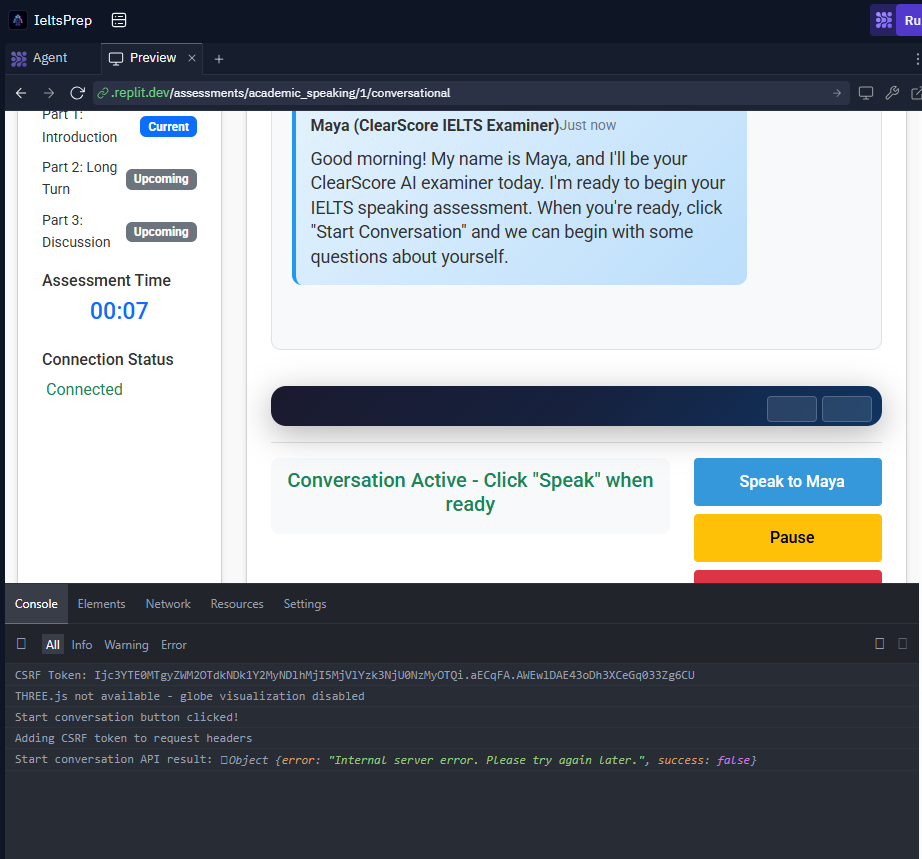 IeltsPrep
Ru
Agent
Preview × +
.replit.dev/assessments/academic_speaking/1/conversational
Part 1:
Introduction
Current
Part 2: Long
Turn
Upcoming
Part 3:
Discussion
Upcoming
Assessment Time
00:07
Connection Status
Connected
Maya (ClearScore IELTS Examiner)Just now
Good morning! My name is Maya, and I'll be your
ClearScore AI examiner today. I'm ready to begin your
IELTS speaking assessment. When you're ready, click
"Start Conversation" and we can begin with some
questions about yourself.
Conversation Active - Click "Speak" when
ready
Speak to Maya
Pause
Console Elements Network Resources Settings
All Info Warning Error
CSRF Token: Ijc3YTE0MTgyZWM2OTdkNDk1Y2MyNDlhMjI5MjVlYzk3NjU0NzMyOTQi.aECqFA.AWEwlDAE43oDh3XCeGq033Zg6CU
THREE.js not available - globe visualization disabled
Start conversation button clicked!
Adding CSRF token to request headers
Start conversation API result: Object {error: "Internal server error. Please try again later.", success: false}